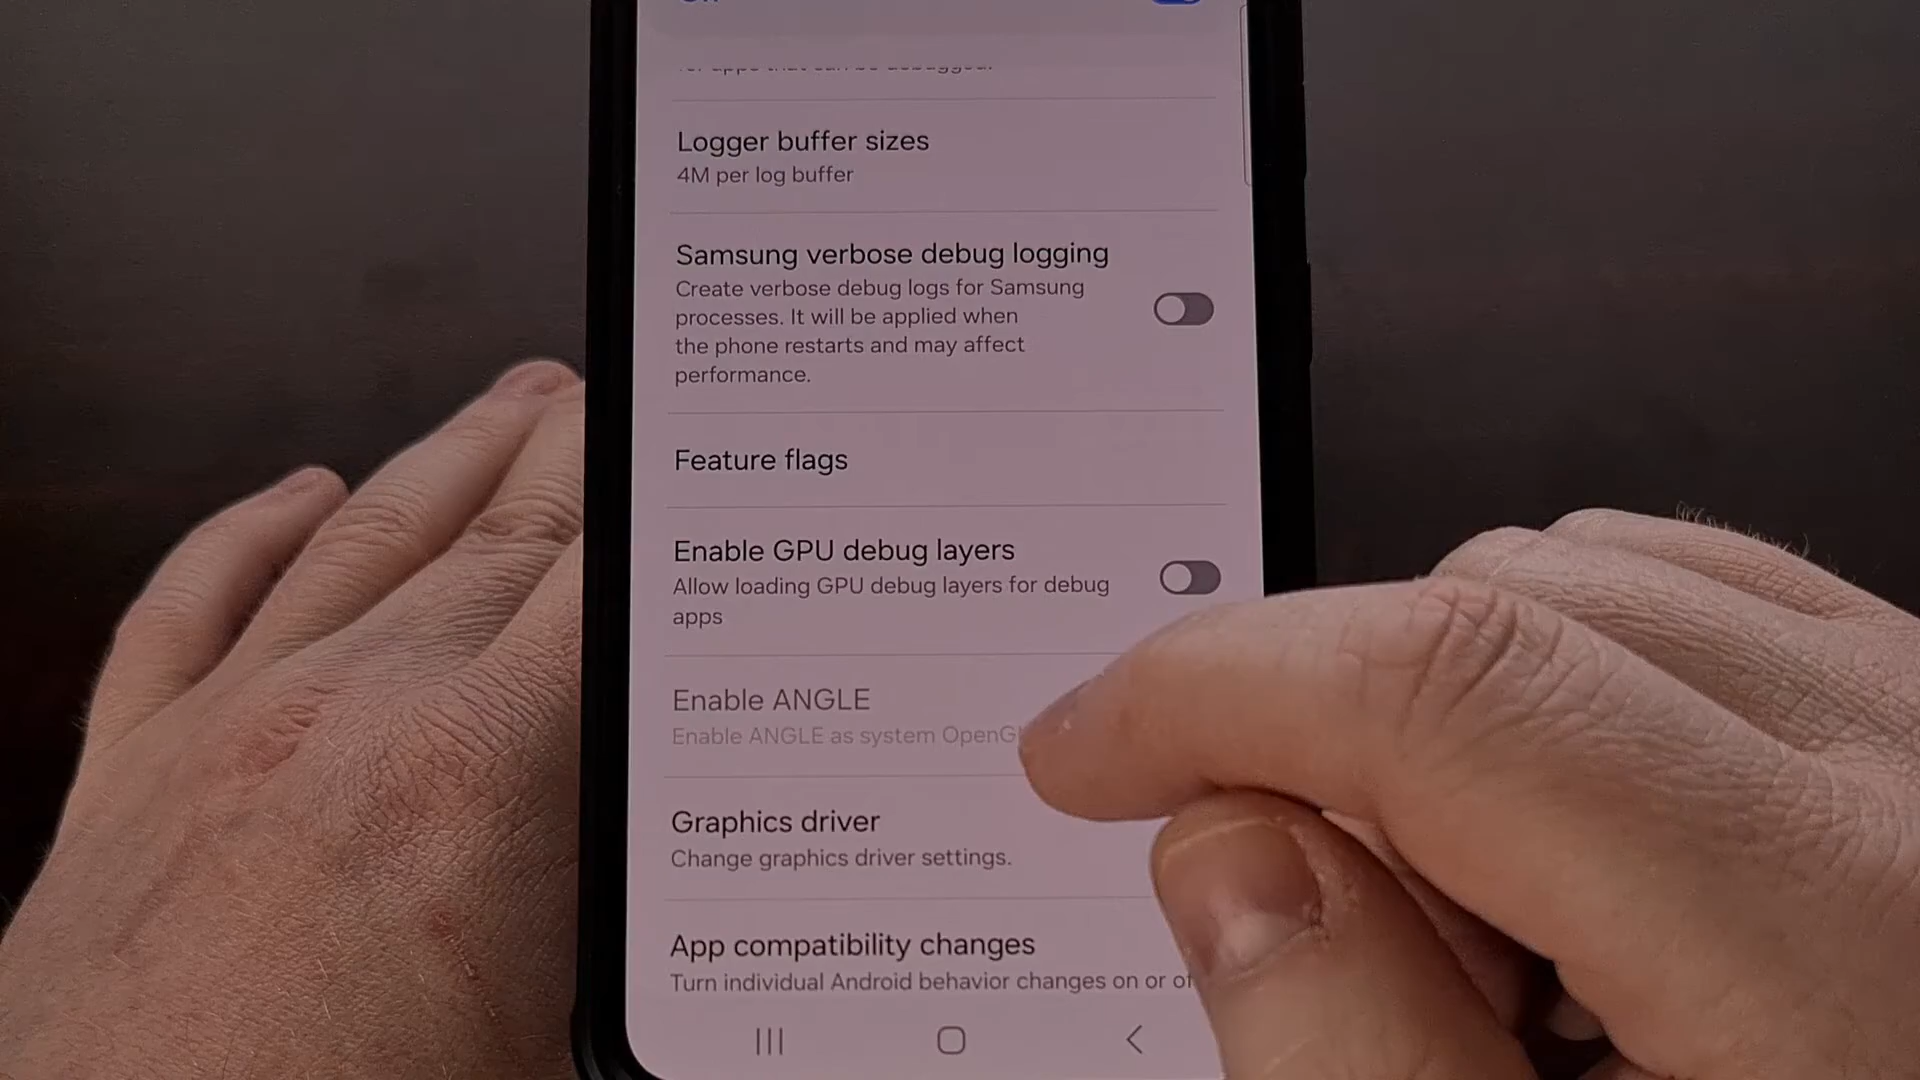 Logger buffer sizes
4M per log buffer
Samsung verbose debug logging
Create verbose debug logs for Samsung
processes. It will be applied when
the phone restarts and may affect
performance.
Feature flags
Enable GPU debug layers
Allow loading GPU debug layers for debug
apps
Enable ANGLE
Enable ANGLE as system
Graphics driver
Change graphics driver settings.
App compatibility changes
Turn individual Android behavior changes on or